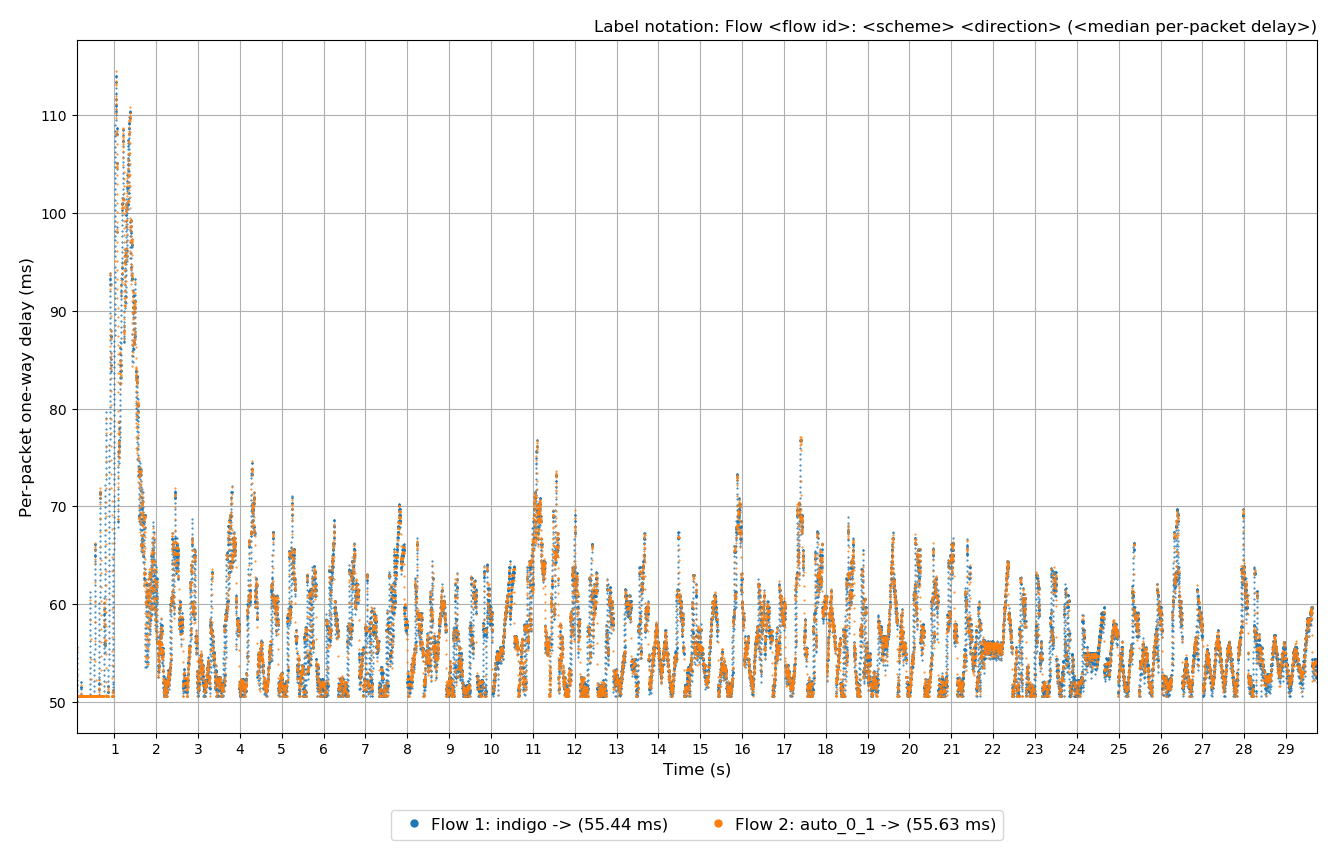 Label notation: Flow <flow id>: <scheme> <direction> (<median per-packet delay>)
Per-packet one-way delay (ms)
110
100
90
80
70
60
50
1 2 3 4 5 6 7 8 9 10 11 12 13 14 15 16 17 18 19 20 21 22 23 24 25 26 27 28 29
Time (s)
Flow 1: indigo -> (55.44 ms)
Flow 2: auto_0_1 -> (55.63 ms)